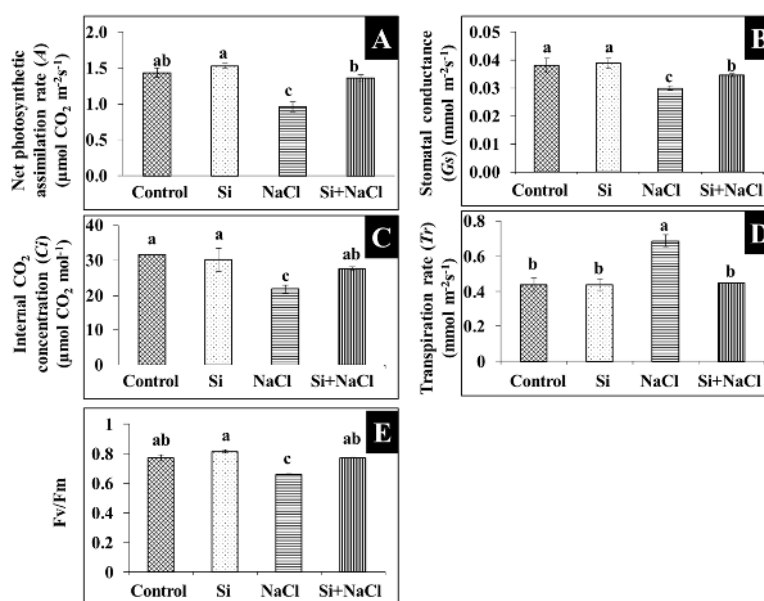 Net photosynthetic
assimilation rate (A)
(µmol CO2 m-2s-1)
2.0
1.5
1.0
0.5
0.0
ab
a
c
b
A
Control Si NaCl Si+NaCl
Stomatal conductance
(Gs) (mmol m-2s-1)
0.05
0.04
0.03
0.02
0.01
0.00
a
a
c
b
B
Control Si NaCl Si+NaCl
Internal CO2
concentration (Ci)
(µmol CO2 mol-1)
40
30
20
10
0
a
a
c
ab
C
Control Si NaCl Si+NaCl
Transpiration rate (Tr)
(mmol m-2s-1)
0.8
0.6
0.4
0.2
0
b
b
a
b
D
Control Si NaCl Si+NaCl
Fv/Fm
1
0.8
0.6
0.4
0.2
0
ab
a
c
ab
E
Control Si NaCl Si+NaCl